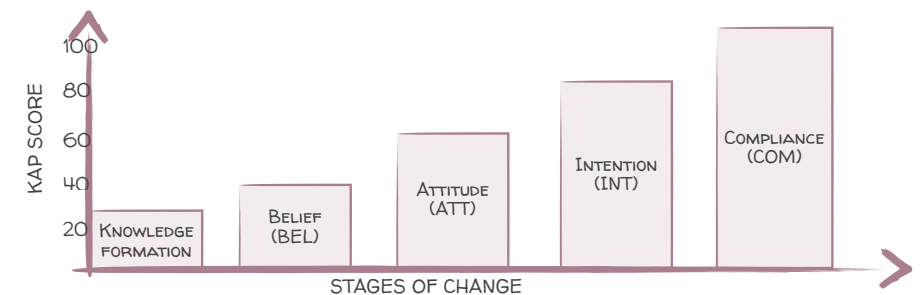 100
80
60
40
20
KAP SCORE
KNOWLEDGE
FORMATION
BELIEF
(BEL)
ATTITUDE
(ATT)
INTENTION
(INT)
COMPLIANCE
(COM)
STAGES OF CHANGE